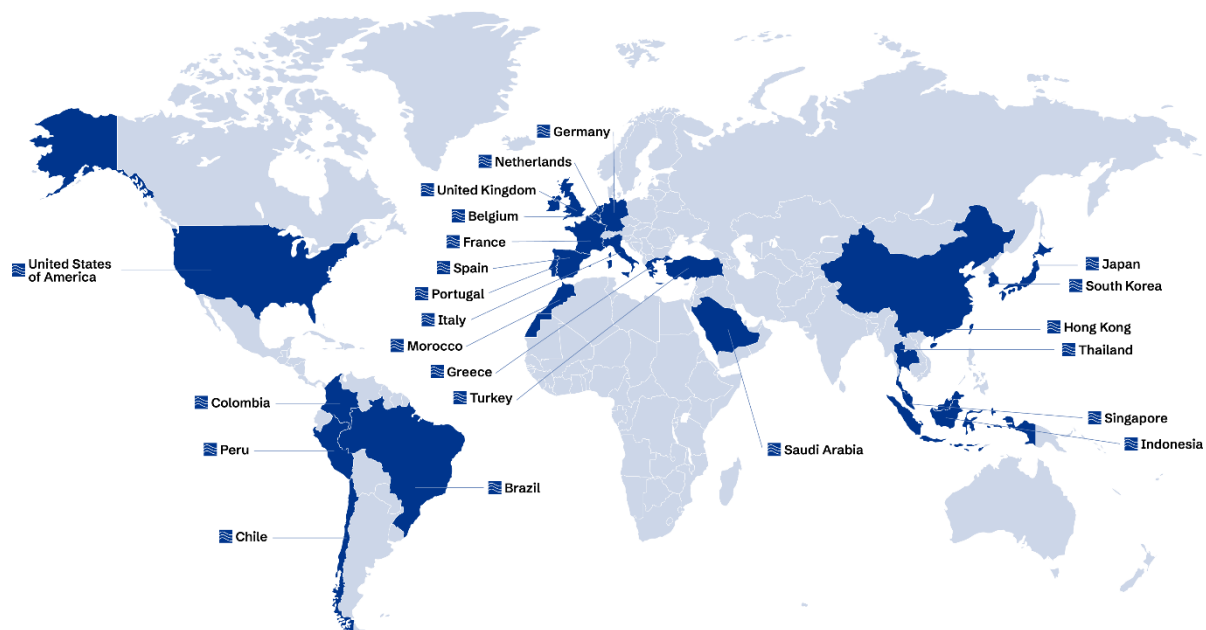 Germany
Netherlands
United Kingdom
Belgium
France
Spain
Portugal
Italy
Morocco
Greece
Turkey
United States
of America
Japan
South Korea
Hong Kong
Thailand
Singapore
Indonesia
Saudi Arabia
Colombia
Peru
Brazil
Chile